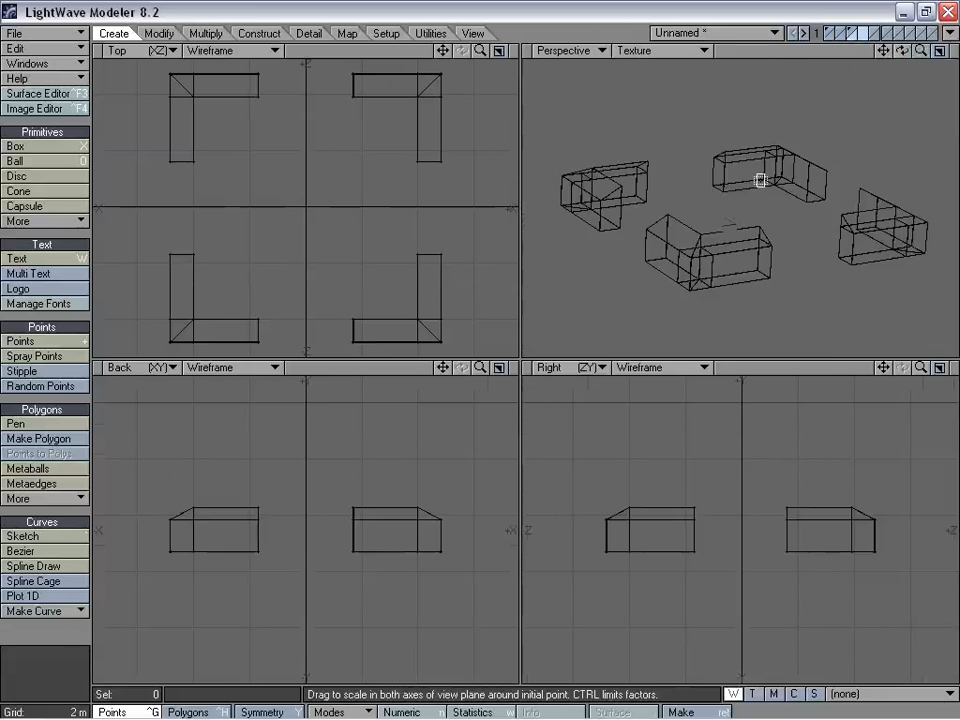 LightWave Modeler 8.2
File
Create
Modify
Multiply
Construct
Detail
Map
Setup
Utilities
View
Unnamed *
1
Edit
Top
(XZ)
Wireframe
Perspective
Texture
Windows
Help
Surface Editor ^F3
Image Editor ^F4
Primitives
Box X
Ball O
Disc
Cone
Capsule
More
Text
Text W
Multi Text
Logo
Manage Fonts
Points
Points +
Spray Points
Stipple
Random Points
Back
(XY)
Wireframe
Right
(ZY)
Wireframe
Polygons
Pen
Make Polygon
Points to Polys
Metaballs
Metaedges
More
Curves
Sketch
Bezier
Spline Draw
Spline Cage
Plot 1D
Make Curve
Sel: 0
Drag to scale in both axes of view plane around initial point. CTRL limits factors.
W T M C S (none)
Grid: 2 m
Points ^G
Polygons ^H
Symmetry Y
Modes
Numeric n
Statistics w
Info
Surface
Make ret